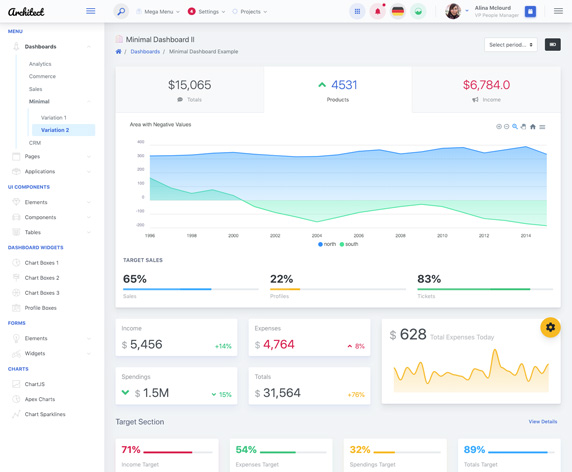 Architect
Mega Menu
4
Settings
Projects
Alina Mclourd
VP People Manager
MENU
Dashboards
Analytics
Commerce
Sales
Minimal
Variation 1
Variation 2
CRM
Pages
Applications
UI COMPONENTS
Elements
Components
Tables
DASHBOARD WIDGETS
Chart Boxes 1
Chart Boxes 2
Chart Boxes 3
Profile Boxes
FORMS
Elements
Widgets
CHARTS
ChartJS
Apex Charts
Chart Sparklines
Minimal Dashboard II
Dashboards / Minimal Dashboard Example
Select period...
$15,065
Totals
4531
Products
$6,784.0
Income
Area with Negative Values
400
300
200
100
0
-100
-200
1996 1998 2000 2002 2004 2006 2008 2010 2012 2014
north south
TARGET SALES
65%
Sales
22%
Profiles
83%
Tickets
Income
$ 5,456 +14%
Expenses
$ 4,764 8%
Spendings
$ 1.5M 15%
Totals
$ 31,564 +76%
$ 628 Total Expenses Today
Target Section
View Details
71%
Income Target
54%
Expenses Target
32%
Spendings Target
89%
Totals Target